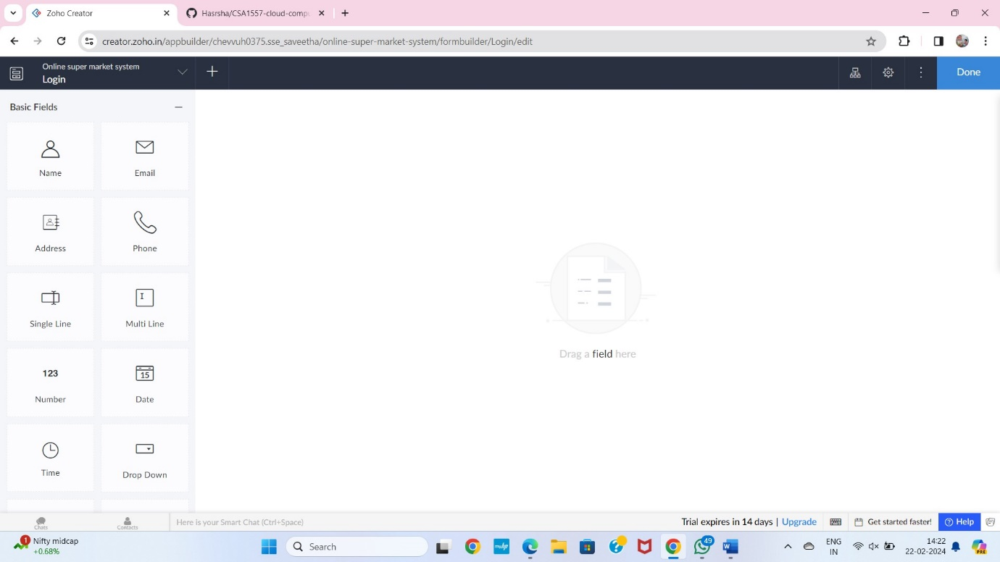 Zoho Creator
Hasrsha/CSA1557-cloud-compu
creator.zoho.in/appbuilder/chevvuh0375.sse_saveetha/online-super-market-system/formbuilder/Login/edit
Online super market system
Login
Done
Basic Fields
Name
Email
Address
Phone
Single Line
Multi Line
123
Number
15
Date
Time
Drop Down
Drag a field here
Chats
Contacts
Here is your Smart Chat (Ctrl+Space)
Trial expires in 14 days | Upgrade
Get started faster!
Help
1
Nifty midcap
+0.68%
Search
myhp
49
ENG
IN
14:22
22-02-2024
PRE